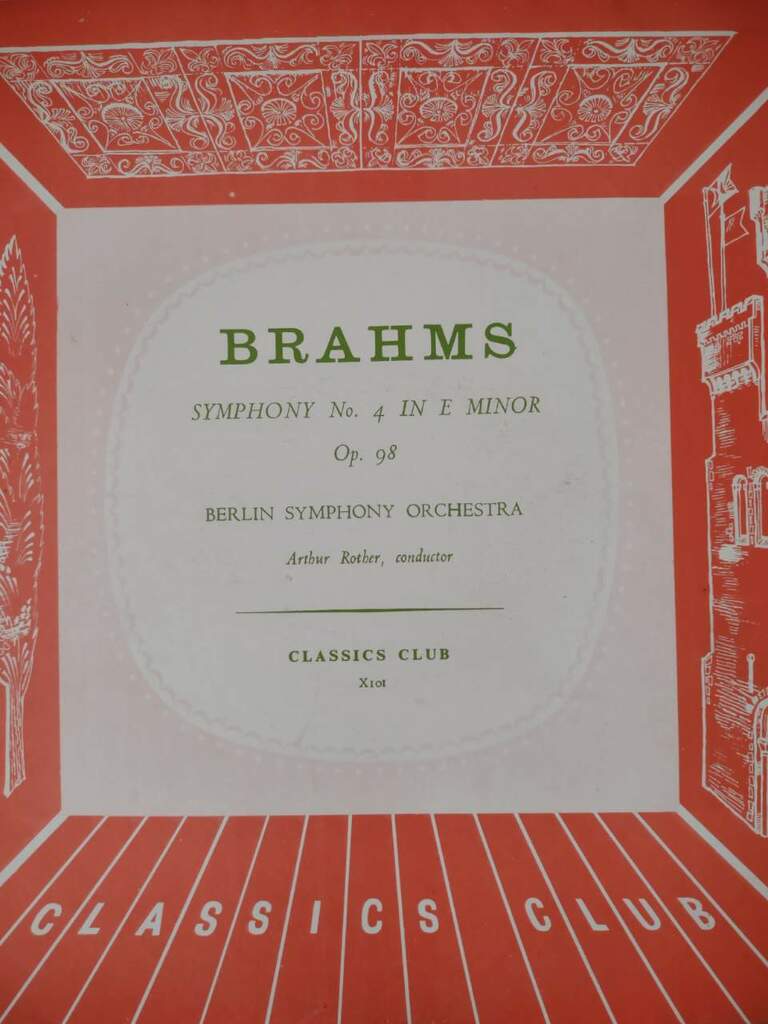 BRAHMS
SYMPHONY No. 4 IN E MINOR
Op. 98
BERLIN SYMPHONY ORCHESTRA
Arthur Rother, conductor
CLASSICS CLUB
X101
CLASSICS CLUB